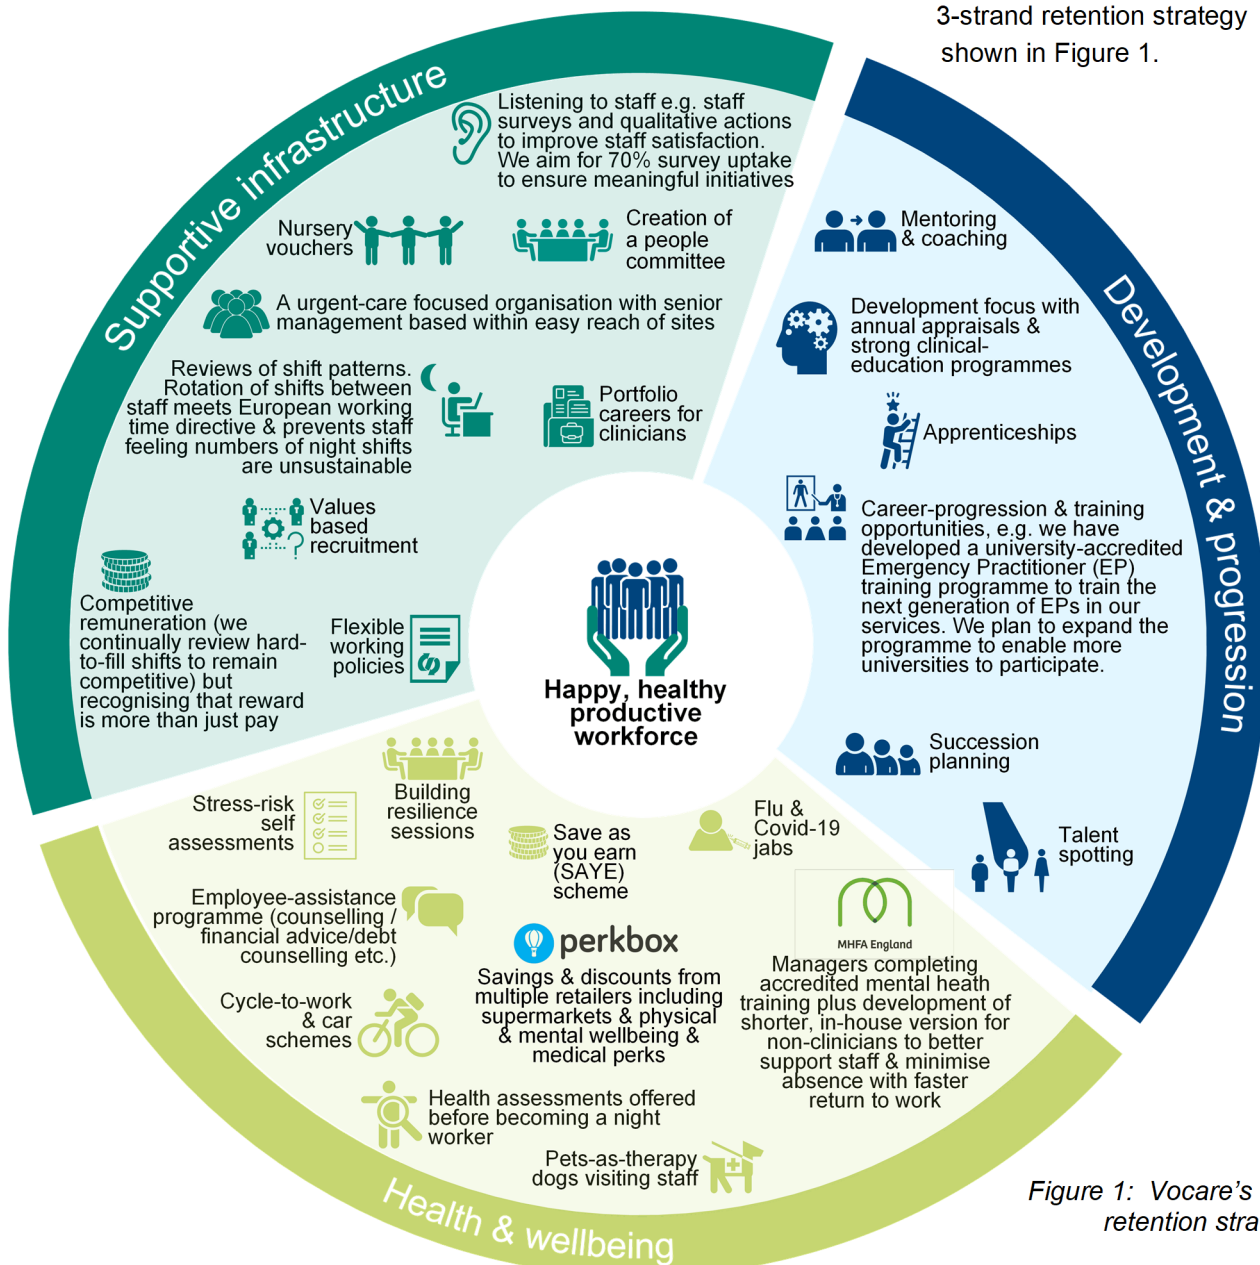 3-strand retention strategy
shown in Figure 1.
Supportive infrastructure
Listening to staff e.g. staff
surveys and qualitative actions
to improve staff satisfaction.
We aim for 70% survey uptake
to ensure meaningful initiatives
Nursery
vouchers
Creation of
a people
committee
A urgent-care focused organisation with senior
management based within easy reach of sites
Reviews of shift patterns.
Rotation of shifts between
staff meets European working
time directive & prevents staff
feeling numbers of night shifts
are unsustainable
Portfolio
careers for
clinicians
Values
based
recruitment
Competitive
remuneration (we
continually review hard-
to-fill shifts to remain
competitive) but
recognising that reward
is more than just pay
Flexible
working
policies
Development & progression
Mentoring
& coaching
Development focus with
annual appraisals &
strong clinical-
education programmes
Apprenticeships
Career-progression & training
opportunities, e.g. we have
developed a university-accredited
Emergency Practitioner (EP)
training programme to train the
next generation of EPs in our
services. We plan to expand the
programme to enable more
universities to participate.
Succession
planning
Talent
spotting
Happy, healthy
productive
workforce
Building
resilience
sessions
Stress-risk
self
assessments
Save as
you earn
(SAYE)
scheme
Flu &
Covid-19
jabs
Employee-assistance
programme (counselling /
financial advice/debt
counselling etc.)
perkbox
Savings & discounts from
multiple retailers including
supermarkets & physical
& mental wellbeing &
medical perks
MHFA England
Managers completing
accredited mental heath
training plus development of
shorter, in-house version for
non-clinicians to better
support staff & minimise
absence with faster
return to work
Cycle-to-work
& car
schemes
Health assessments offered
before becoming a night
worker
Pets-as-therapy
dogs visiting staff
Health & wellbeing
Figure 1: Vocare's
retention stra